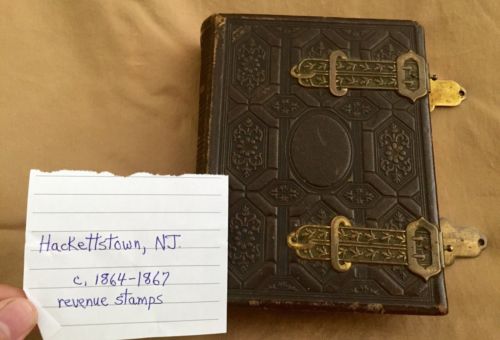 Hackettstown, NJ.
c. 1864-1867
revenue stamps